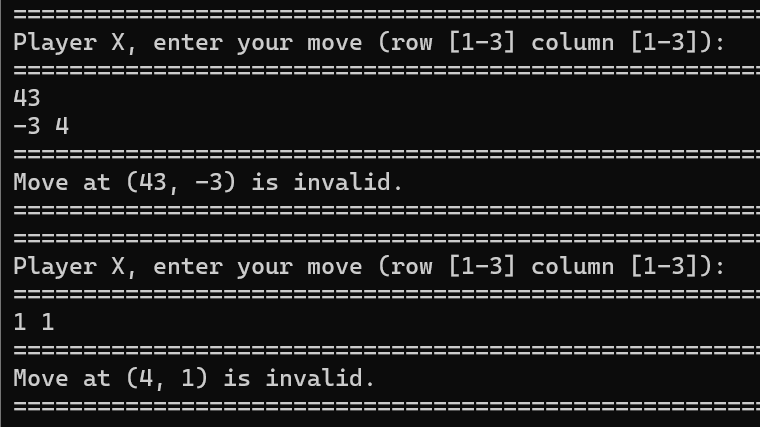 ======================================================
Player X, enter your move (row [1-3] column [1-3]):
======================================================
43
-3 4
======================================================
Move at (43, -3) is invalid.
======================================================
======================================================
Player X, enter your move (row [1-3] column [1-3]):
======================================================
1 1
======================================================
Move at (4, 1) is invalid.
======================================================